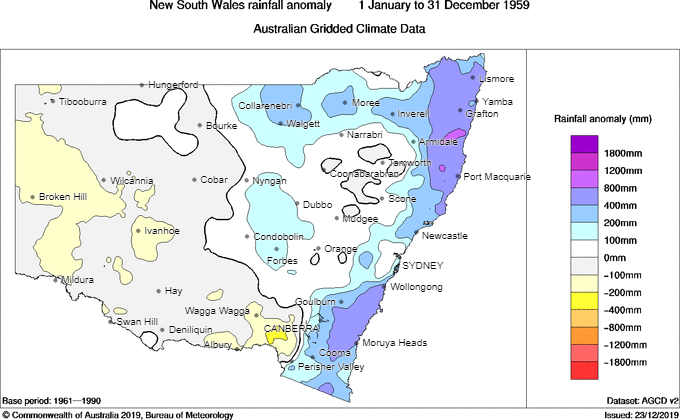 New South Wales rainfall anomaly 1 January to 31 December 1959
Australian Gridded Climate Data
Hungerford
Tibooburra
Bourke
Wilcannia
Cobar
Broken Hill
Ivanhoe
Mildura
Hay
Swan Hill
Deniliquin
Albury
Wagga Wagga
CANBERRA
Collarenebri
Moree
Walgett
Inverell
Narrabri
Armidale
Tamworth
Coonabarabran
Nyngan
Dubbo
Scone
Mudgee
Condobolin
Orange
Forbes
Goulburn
Cooma
Perisher Valley
Lismore
Yamba
Grafton
Port Macquarie
Newcastle
SYDNEY
Wollongong
Moruya Heads
Rainfall anomaly (mm)
1800mm
1200mm
800mm
400mm
200mm
100mm
0mm
-100mm
-200mm
-400mm
-800mm
-1200mm
-1800mm
Base period: 1961—1990
Dataset: AGCD v2
© Commonwealth of Australia 2019, Bureau of Meteorology
Issued: 23/12/2019